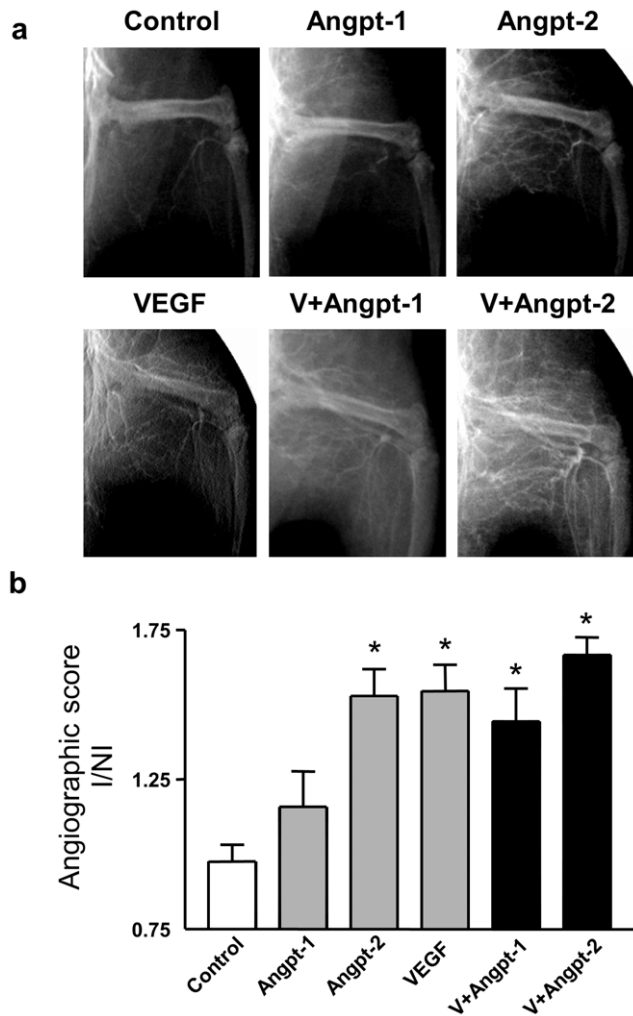 a
Control Angpt-1 Angpt-2
VEGF V+Angpt-1 V+Angpt-2
b
Angiographic score
I/NI
1.75
1.25
0.75
* * * *
Control Angpt-1 Angpt-2 VEGF V+Angpt-1 V+Angpt-2